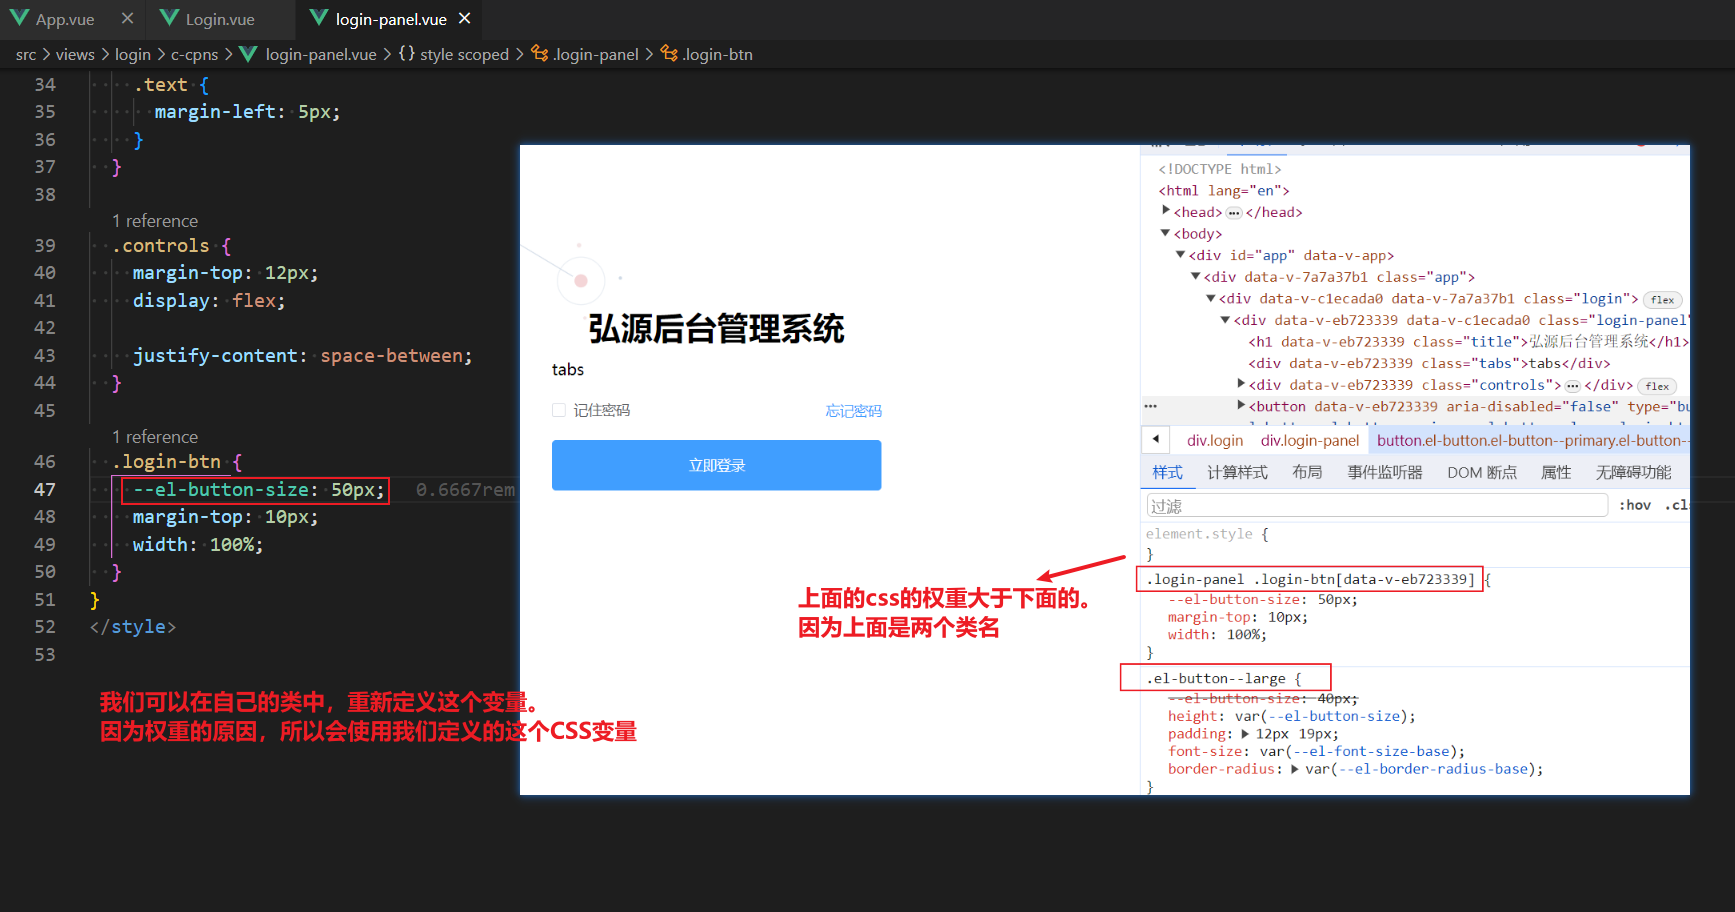 App.vue
Login.vue
login-panel.vue
src > views > login > c-cpns > login-panel.vue > {} style scoped > .login-panel > .login-btn
34 .text {
35 margin-left: 5px;
36 }
37 }
38
1 reference
39 .controls {
40 margin-top: 12px;
41 display: flex;
42
43 justify-content: space-between;
44 }
45
1 reference
46 .login-btn {
47 --el-button-size: 50px; 0.6667rem
48 margin-top: 10px;
49 width: 100%;
50 }
51 }
52 </style>
53
我们可以在自己的类中，重新定义这个变量。
因为权重的原因，所以会使用我们定义的这个CSS变量
弘源后台管理系统
tabs
记住密码
忘记密码
立即登录
上面的css的权重大于下面的。
因为上面是两个类名
<!DOCTYPE html>
<html lang="en">
<head>···</head>
<body>
<div id="app" data-v-app>
<div data-v-7a7a37b1 class="app">
<div data-v-c1ecada0 data-v-7a7a37b1 class="login"> flex
<div data-v-eb723339 data-v-c1ecada0 class="login-panel"
<h1 data-v-eb723339 class="title">弘源后台管理系统</h1>
<div data-v-eb723339 class="tabs">tabs</div>
<div data-v-eb723339 class="controls">···</div> flex
··· <button data-v-eb723339 aria-disabled="false" type="bu
div.login div.login-panel button.el-button.el-button--primary.el-button--
样式 计算样式 布局 事件监听器 DOM 断点 属性 无障碍功能
过滤 :hov .cl
element.style {
}
.login-panel .login-btn[data-v-eb723339] {
--el-button-size: 50px;
margin-top: 10px;
width: 100%;
}
.el-button--large {
--el-button-size: 40px;
height: var(--el-button-size);
padding: 12px 19px;
font-size: var(--el-font-size-base);
border-radius: var(--el-border-radius-base);
}